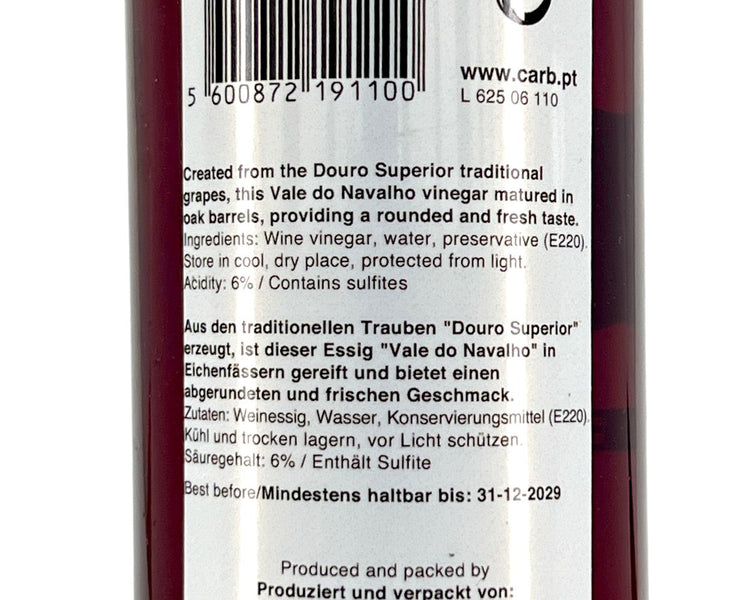 5 600872 191100
www.carb.pt
L 625 06 110
Created from the Douro Superior traditional
grapes, this Vale do Navalho vinegar matured in
oak barrels, providing a rounded and fresh taste.
Ingredients: Wine vinegar, water, preservative (E220).
Store in cool, dry place, protected from light.
Acidity: 6% / Contains sulfites
Aus den traditionellen Trauben "Douro Superior"
erzeugt, ist dieser Essig "Vale do Navalho" in
Eichenfässern gereift und bietet einen
abgerundeten und frischen Geschmack.
Zutaten: Weinessig, Wasser, Konservierungsmittel (E220).
Kühl und trocken lagern, vor Licht schützen.
Säuregehalt: 6% / Enthält Sulfite
Best before/Mindestens haltbar bis: 31-12-2029
Produced and packed by
Produziert und verpackt von: